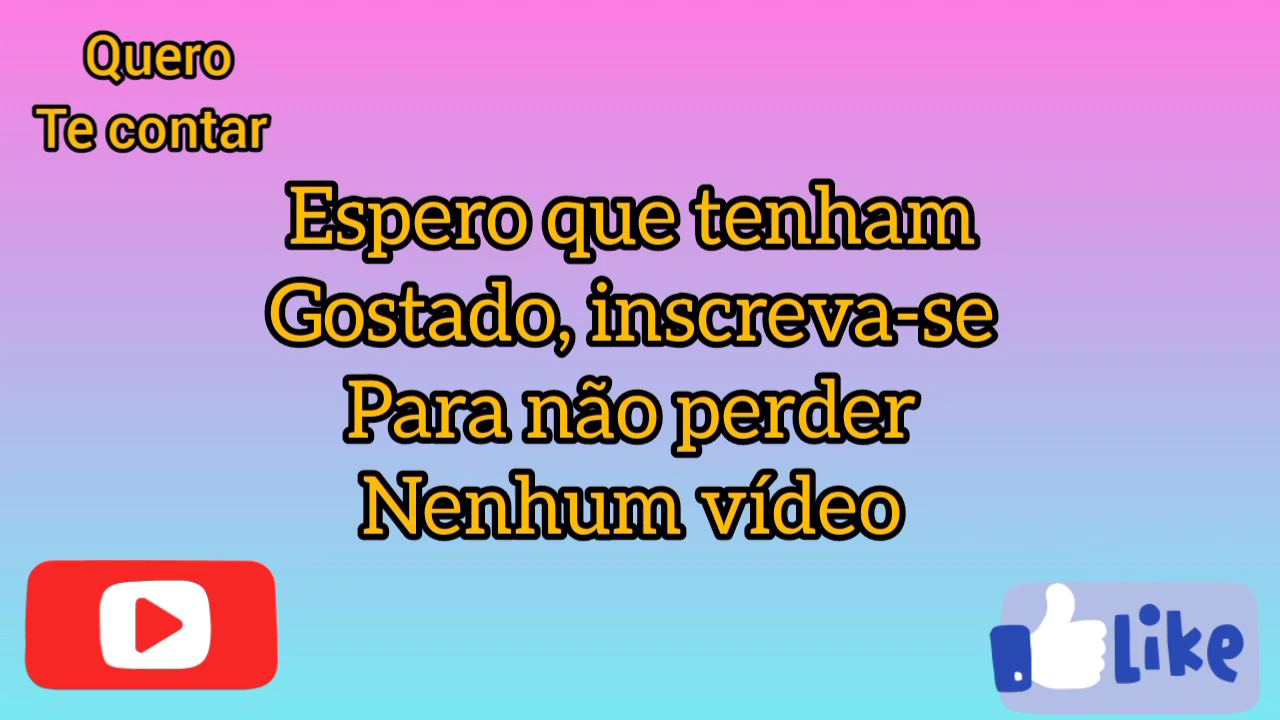 Quero
Te contar
Espero que tenham
Gostado, inscreva-se
Para não perder
Nenhum vídeo
Like